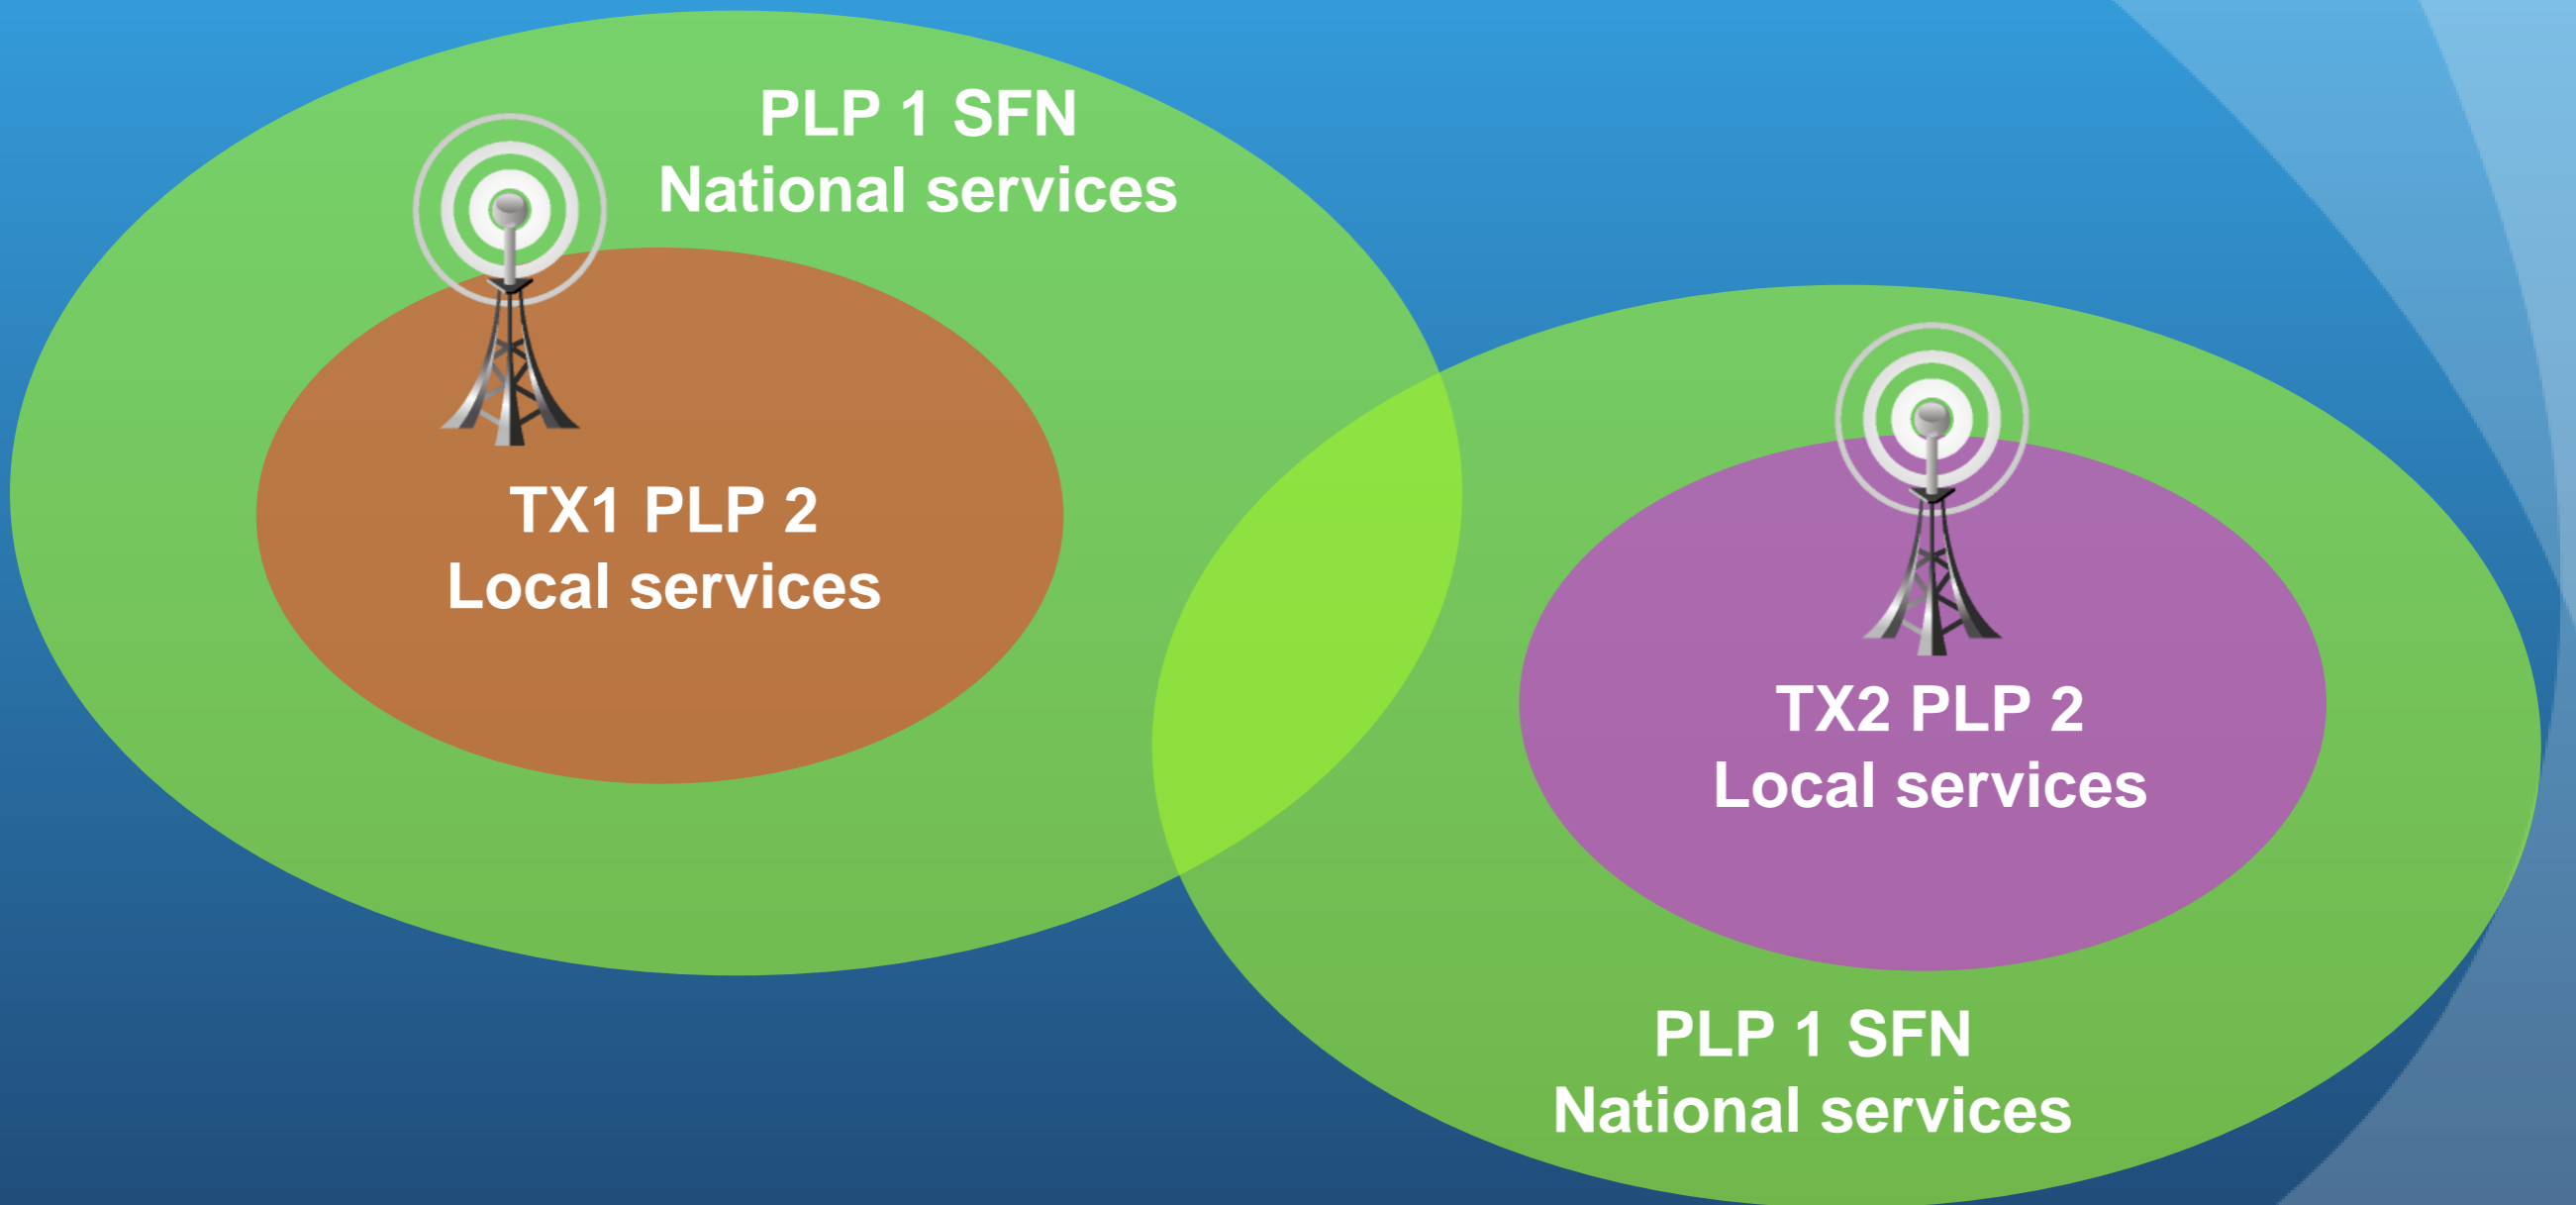 PLP 1 SFN
National services
TX1 PLP 2
Local services
TX2 PLP 2
Local services
PLP 1 SFN
National services